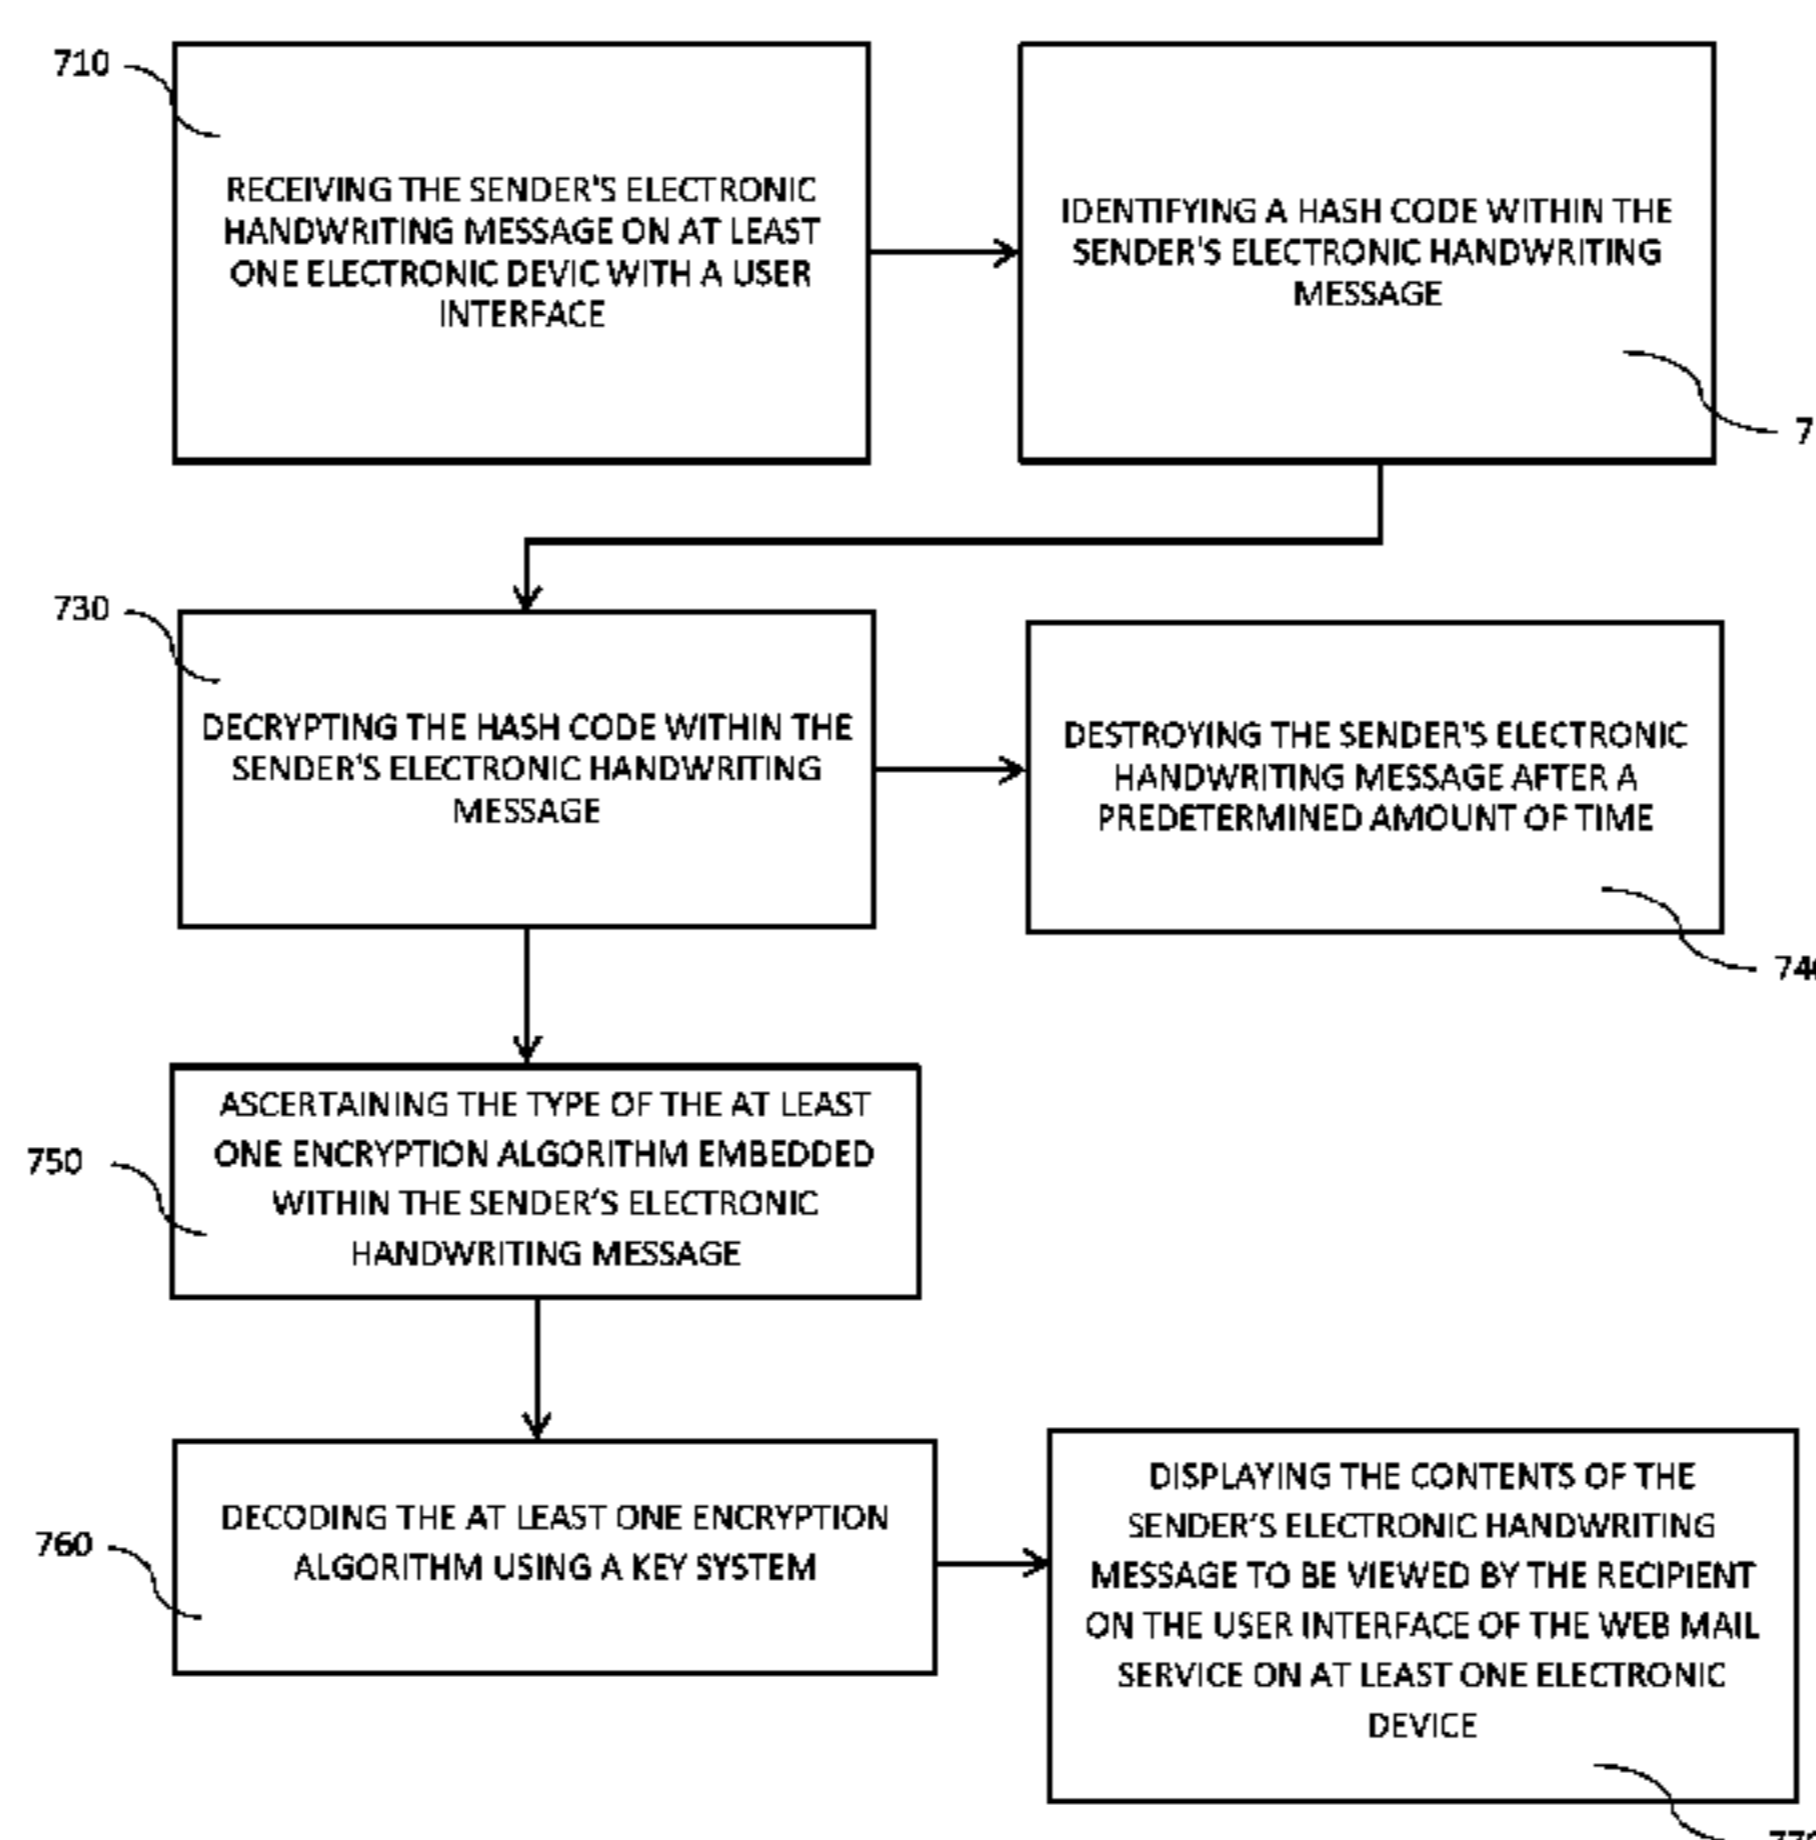 710
RECEIVING THE SENDER'S ELECTRONIC
HANDWRITING MESSAGE ON AT LEAST
ONE ELECTRONIC DEVIC WITH A USER
INTERFACE
IDENTIFYING A HASH CODE WITHIN THE
SENDER'S ELECTRONIC HANDWRITING
MESSAGE
7
730
DECRYPTING THE HASH CODE WITHIN THE
SENDER'S ELECTRONIC HANDWRITING
MESSAGE
DESTROYING THE SENDER'S ELECTRONIC
HANDWRITING MESSAGE AFTER A
PREDETERMINED AMOUNT OF TIME
740
750
ASCERTAINING THE TYPE OF THE AT LEAST
ONE ENCRYPTION ALGORITHM EMBEDDED
WITHIN THE SENDER'S ELECTRONIC
HANDWRITING MESSAGE
760
DECODING THE AT LEAST ONE ENCRYPTION
ALGORITHM USING A KEY SYSTEM
DISPLAYING THE CONTENTS OF THE
SENDER'S ELECTRONIC HANDWRITING
MESSAGE TO BE VIEWED BY THE RECIPIENT
ON THE USER INTERFACE OF THE WEB MAIL
SERVICE ON AT LEAST ONE ELECTRONIC
DEVICE